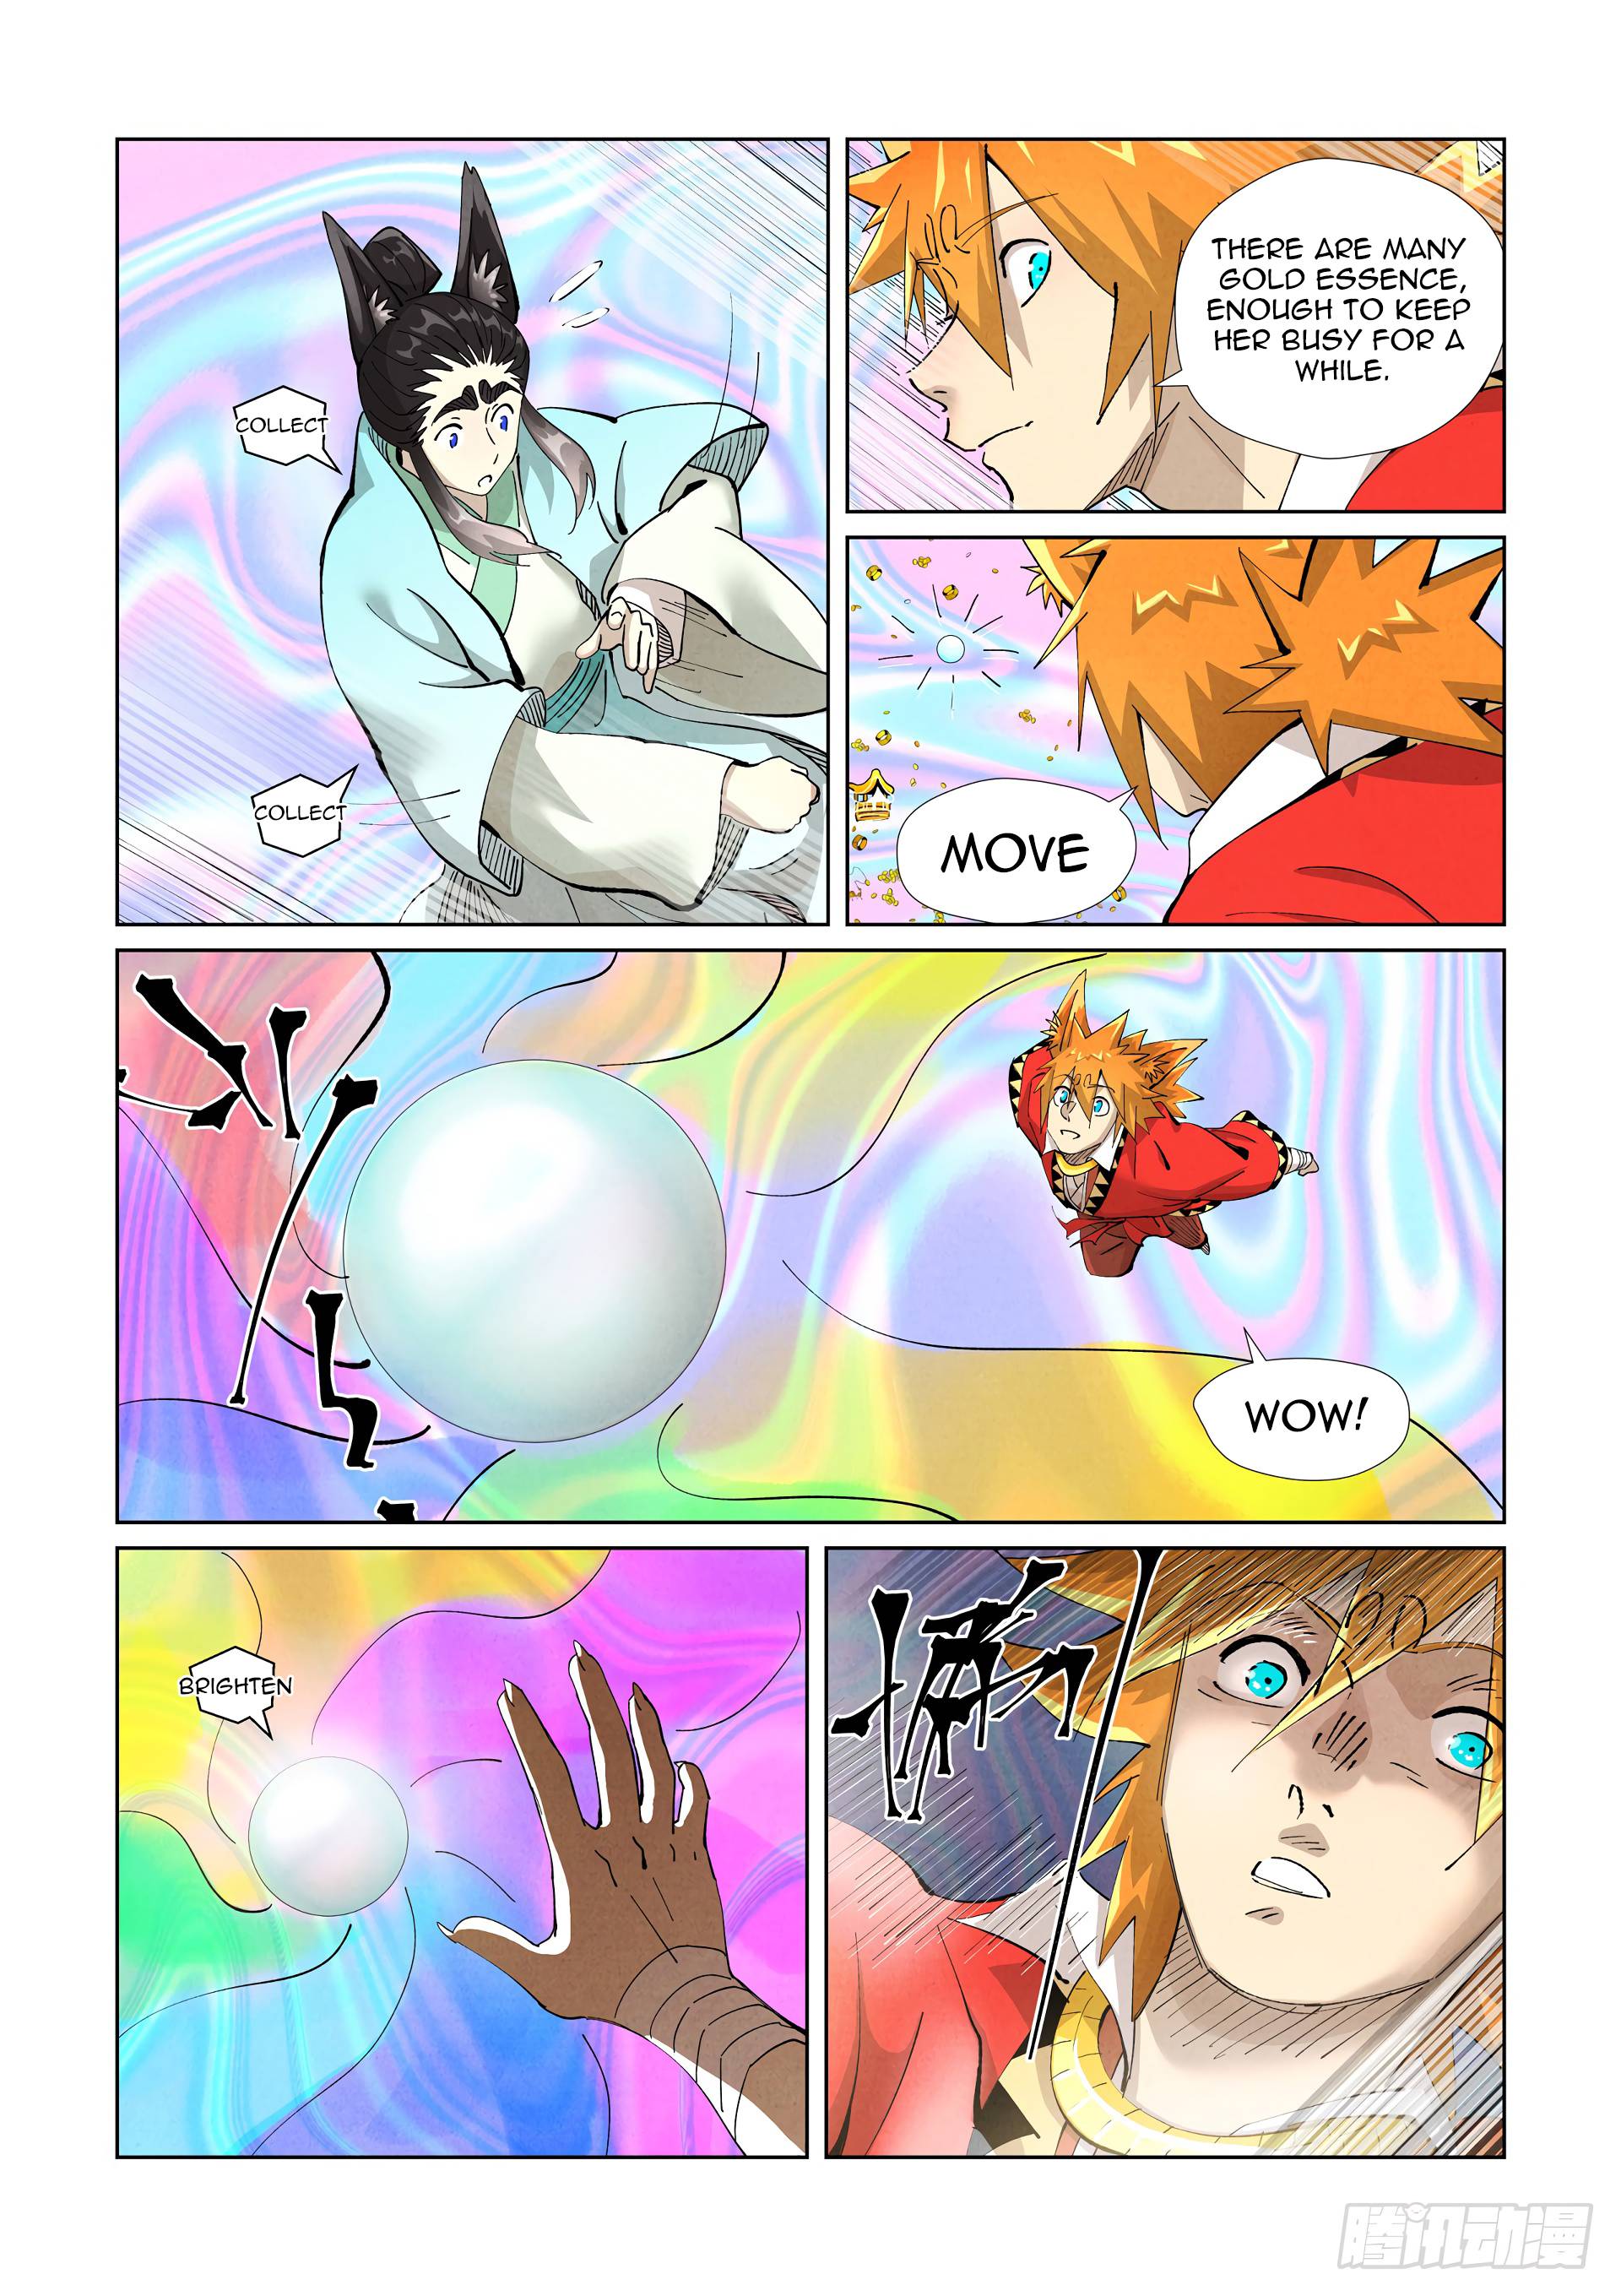 COLLECT
COLLECT
THERE ARE MANY
GOLD ESSENCE,
ENOUGH TO KEEP
HER BUSY FOR A
WHILE.
MOVE
WOW!
BRIGHTEN
腾讯动漫